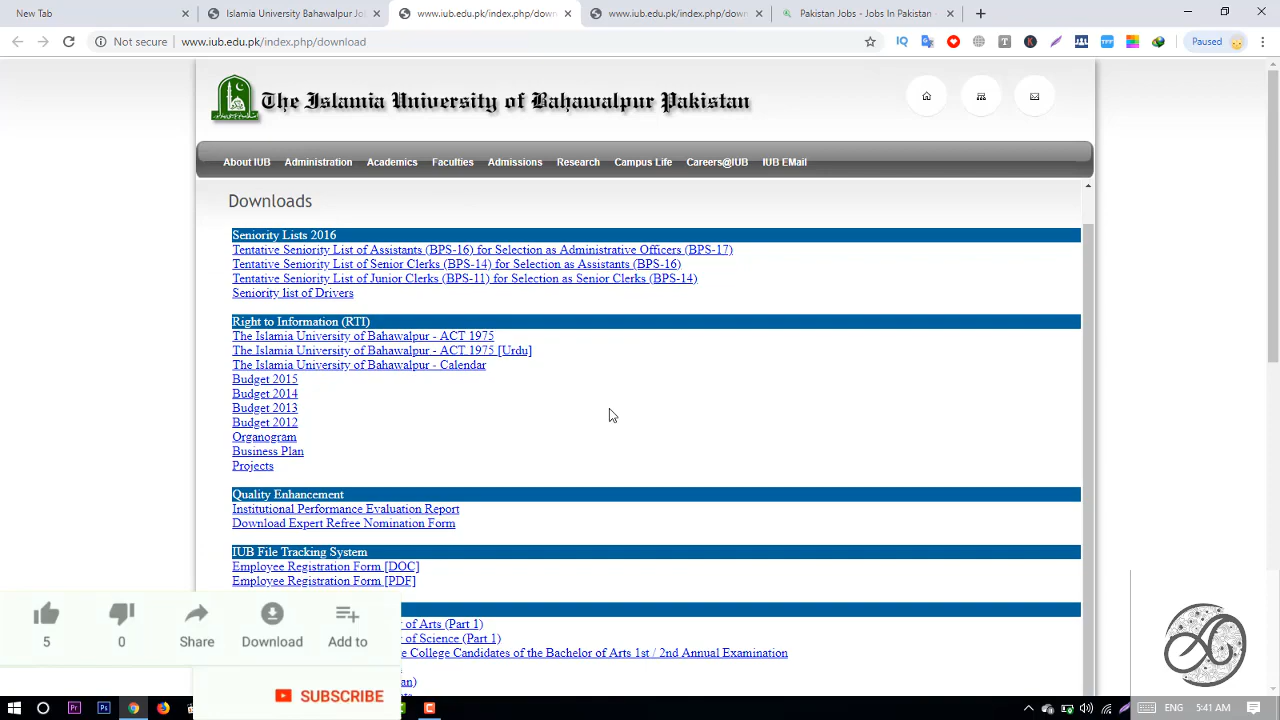 New Tab
Islamia University Bahawalpur Jo
www.iub.edu.pk/index.php/down
www.iub.edu.pk/index.php/down
Pakistan Jobs - Jobs In Pakistan
Not secure
www.iub.edu.pk/index.php/download
IQ
T
K
TFF
Paused
The Islamia University of Bahawalpur Pakistan
About IUB
Administration
Academics
Faculties
Admissions
Research
Campus Life
Careers@IUB
IUB EMail
Downloads
Seniority Lists 2016
Tentative Seniority List of Assistants (BPS-16) for Selection as Administrative Officers (BPS-17)
Tentative Seniority List of Senior Clerks (BPS-14) for Selection as Assistants (BPS-16)
Tentative Seniority List of Junior Clerks (BPS-11) for Selection as Senior Clerks (BPS-14)
Seniority list of Drivers
Right to Information (RTI)
The Islamia University of Bahawalpur - ACT 1975
The Islamia University of Bahawalpur - ACT 1975 [Urdu]
The Islamia University of Bahawalpur - Calendar
Budget 2015
Budget 2014
Budget 2013
Budget 2012
Organogram
Business Plan
Projects
Quality Enhancement
Institutional Performance Evaluation Report
Download Expert Refree Nomination Form
IUB File Tracking System
Employee Registration Form [DOC]
Employee Registration Form [PDF]
of Arts (Part 1)
of Science (Part 1)
e College Candidates of the Bachelor of Arts 1st / 2nd Annual Examination
an)
5
0
Share
Download
Add to
SUBSCRIBE
Pr
Ps
ENG
5:41 AM